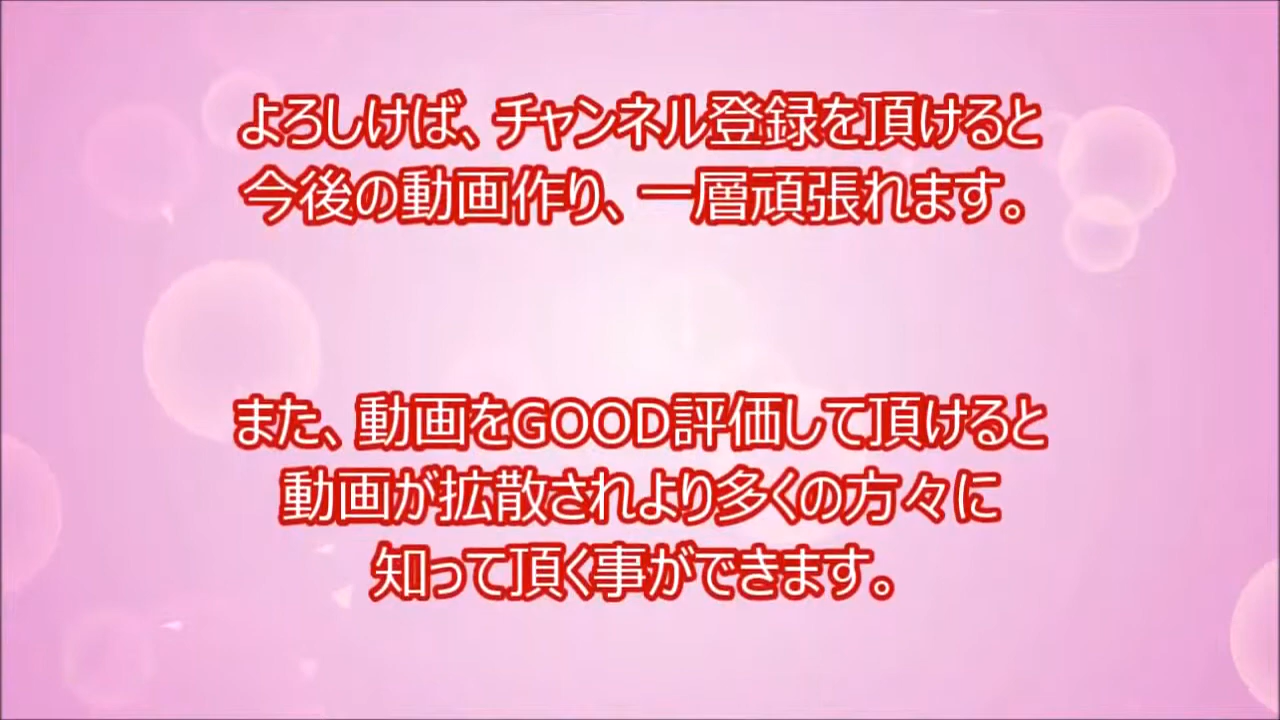 よろしけば、チャンネル登録を頂けると
今後の動画作り、一層頑張れます。
また、動画をGOOD評価して頂けると
動画が拡散されより多くの方々に
知って頂く事ができます。